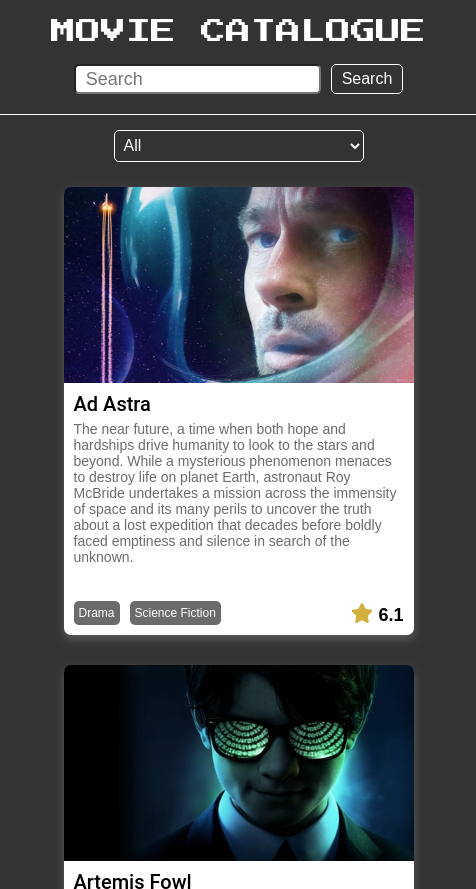 MOVIE CATALOGUE
Search
Search
All
Ad Astra
The near future, a time when both hope and
hardships drive humanity to look to the stars and
beyond. While a mysterious phenomenon menaces
to destroy life on planet Earth, astronaut Roy
McBride undertakes a mission across the immensity
of space and its many perils to uncover the truth
about a lost expedition that decades before boldly
faced emptiness and silence in search of the
unknown.
Drama
Science Fiction
6.1
Artemis Fowl